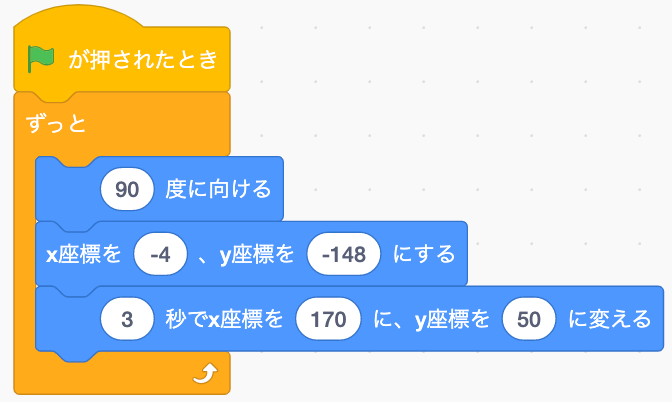 が押されたとき
ずっと
90 度に向ける
x座標を -4 、y座標を -148 にする
3 秒でx座標を 170 に、y座標を 50 に変える